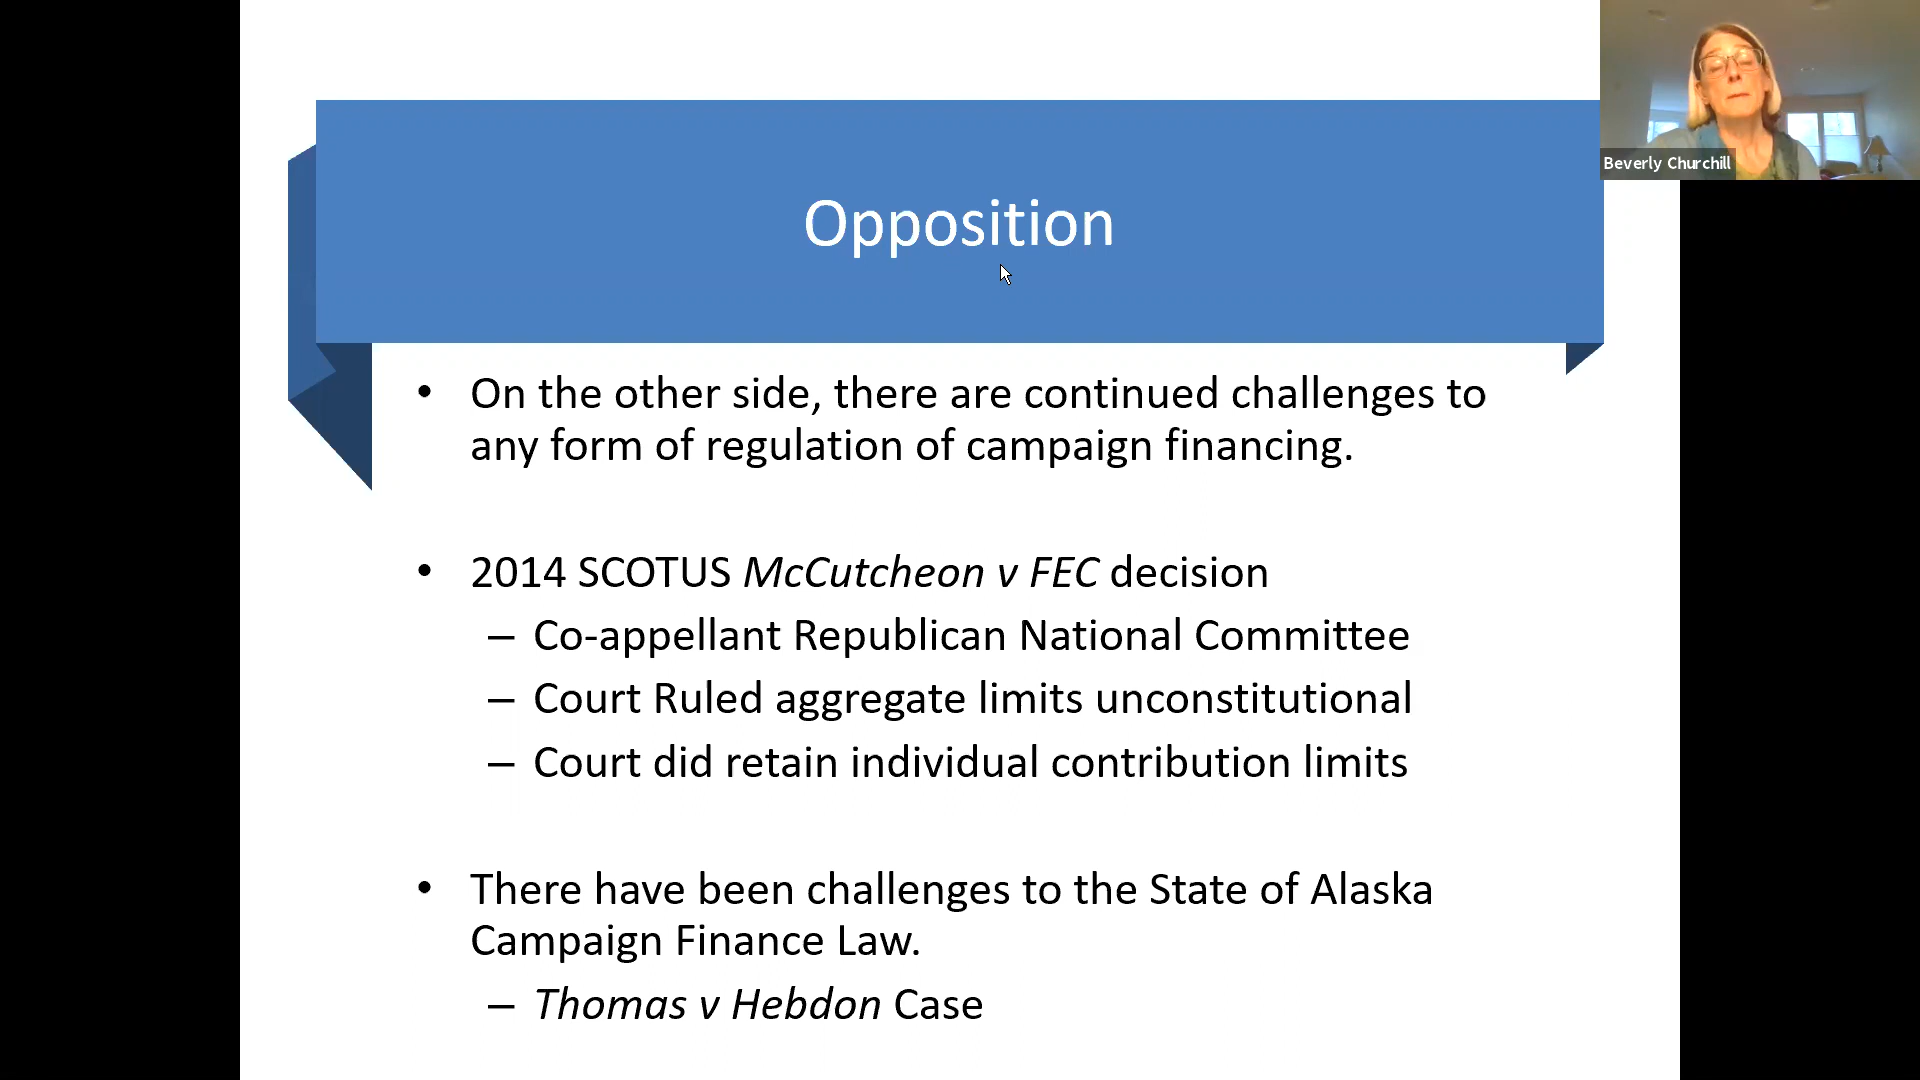 Beverly Churchill
Opposition
• On the other side, there are continued challenges to
any form of regulation of campaign financing.
• 2014 SCOTUS McCutcheon v FEC decision
– Co-appellant Republican National Committee
– Court Ruled aggregate limits unconstitutional
– Court did retain individual contribution limits
• There have been challenges to the State of Alaska
Campaign Finance Law.
– Thomas v Hebdon Case